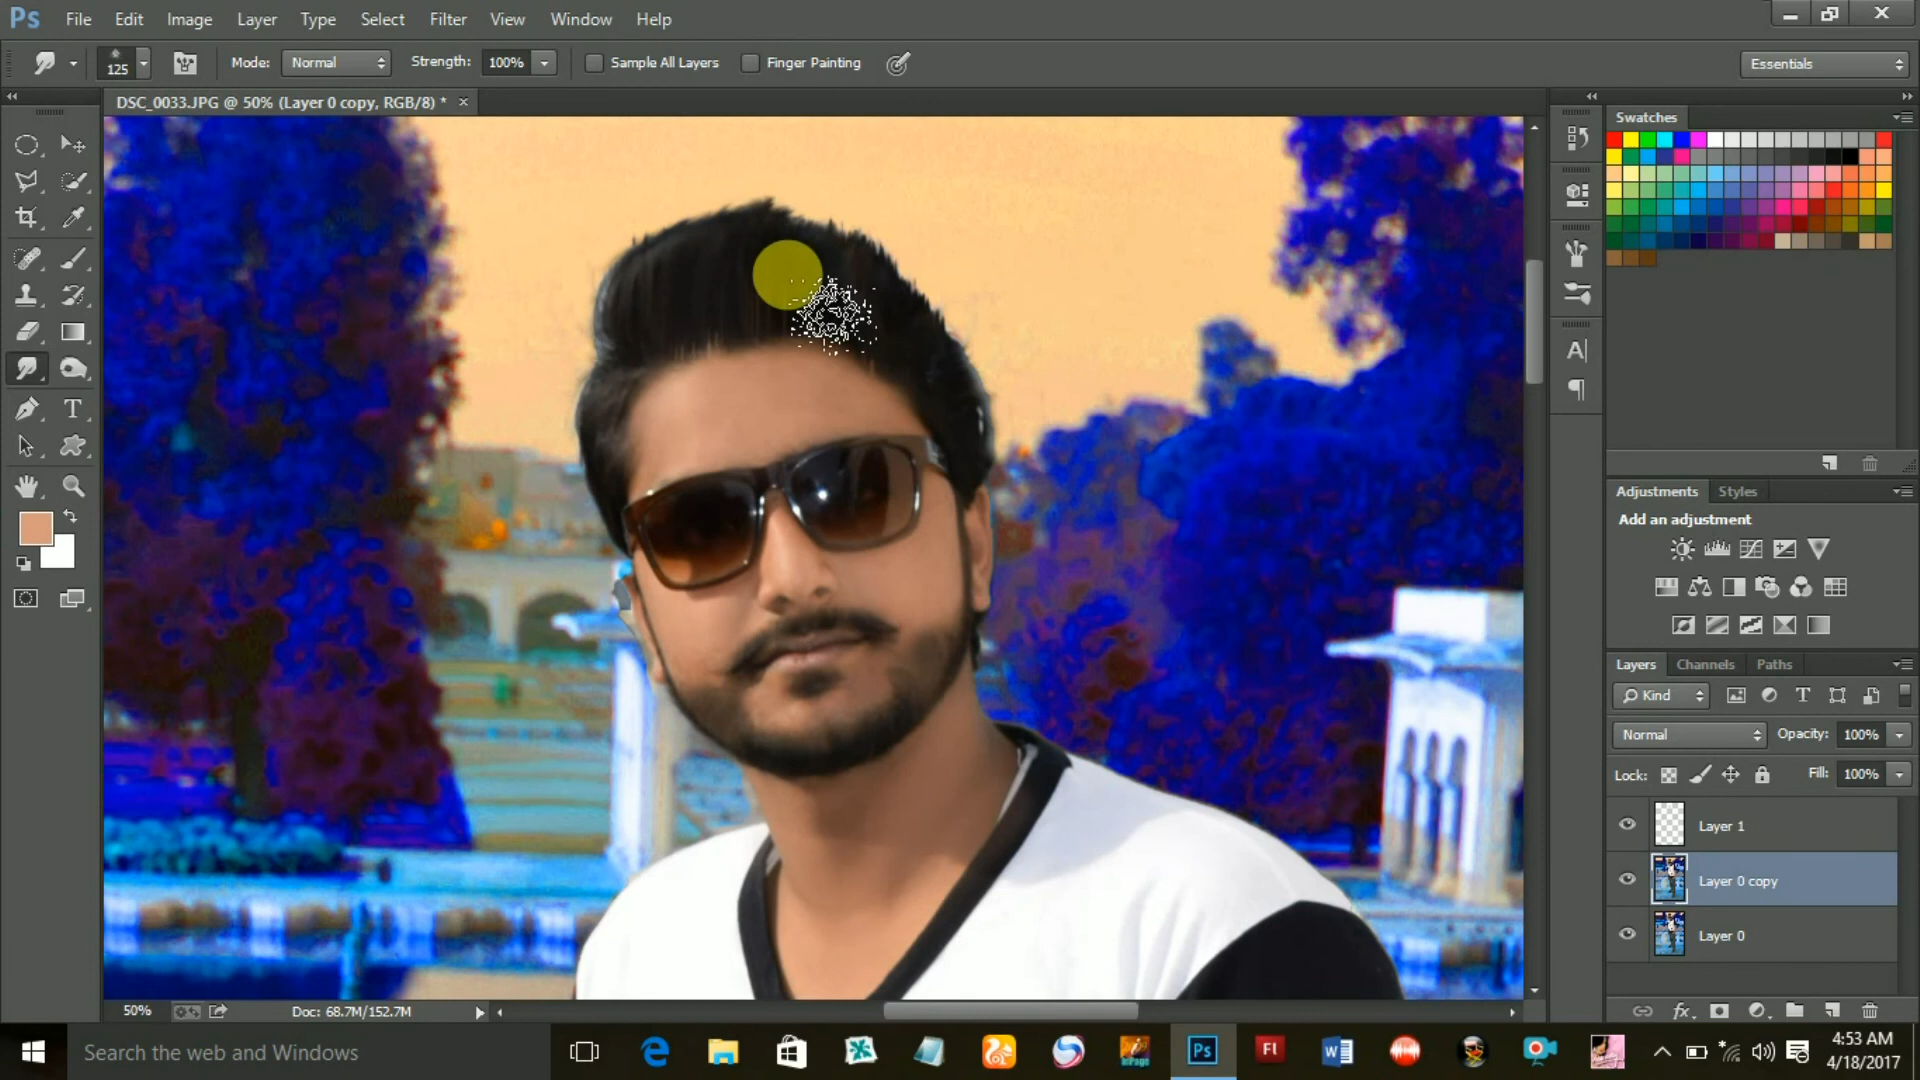 Ps File Edit Image Layer Type Select Filter View Window Help
125 Mode: Normal Strength: 100% Sample All Layers Finger Painting Essentials
DSC_0033.JPG @ 50% (Layer 0 copy, RGB/8) * ×
Swatches
Adjustments Styles
Add an adjustment
Layers Channels Paths
Kind
Normal Opacity: 100%
Lock: Fill: 100%
Layer 1
Layer 0 copy
Layer 0
50% Doc: 68.7M/152.7M
Search the web and Windows
Ps Fl
4:53 AM
4/18/2017